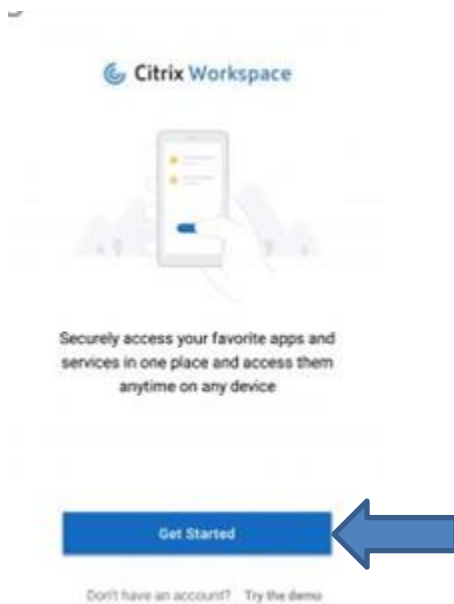 Citrix Workspace
Securely access your favorite apps and
services in one place and access them
anytime on any device
Get Started
Don't have an account? Try the demo